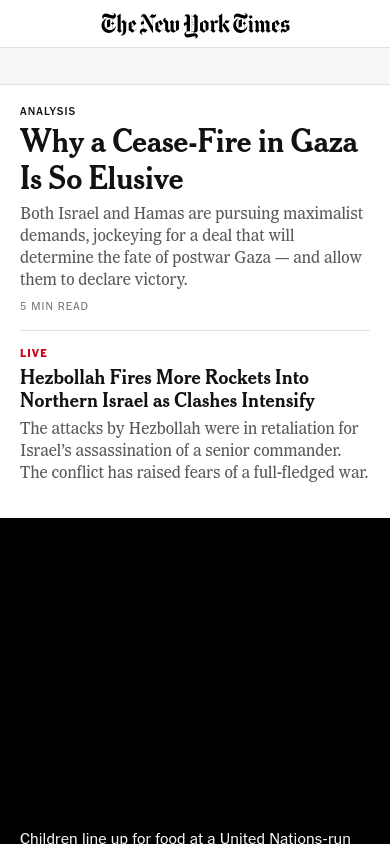 The New York Times
ANALYSIS
Why a Cease-Fire in Gaza
Is So Elusive
Both Israel and Hamas are pursuing maximalist
demands, jockeying for a deal that will
determine the fate of postwar Gaza — and allow
them to declare victory.
5 MIN READ
LIVE
Hezbollah Fires More Rockets Into
Northern Israel as Clashes Intensify
The attacks by Hezbollah were in retaliation for
Israel’s assassination of a senior commander.
The conflict has raised fears of a full-fledged war.
Children line up for food at a United Nations-run